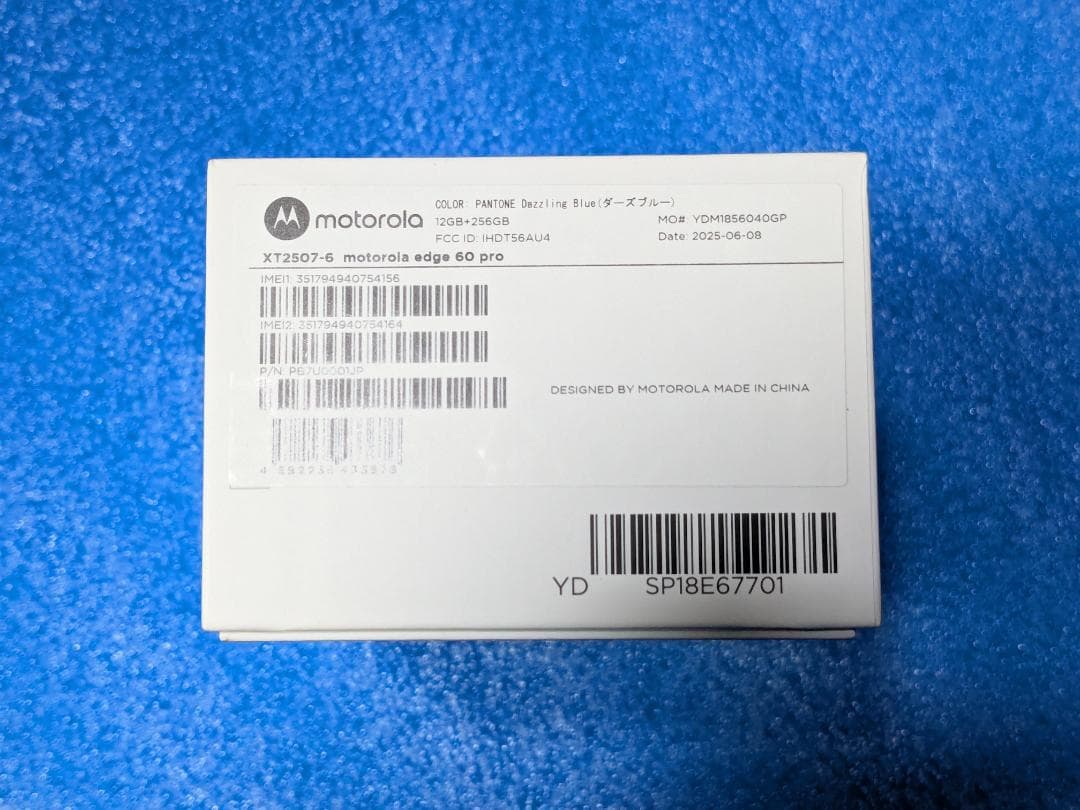 motorola
COLOR: PANTONE Dazzling Blue(ダーズブルー)
12GB+256GB
FCC ID: IHDT56AU4
MO#: YDM1856040GP
Date: 2025-06-08
XT2507-6 motorola edge 60 pro
IMEI1: 351794940754156
IMEI2: 351794940754164
P/N: PB7U0001JP
DESIGNED BY MOTOROLA MADE IN CHINA
YD SP18E67701